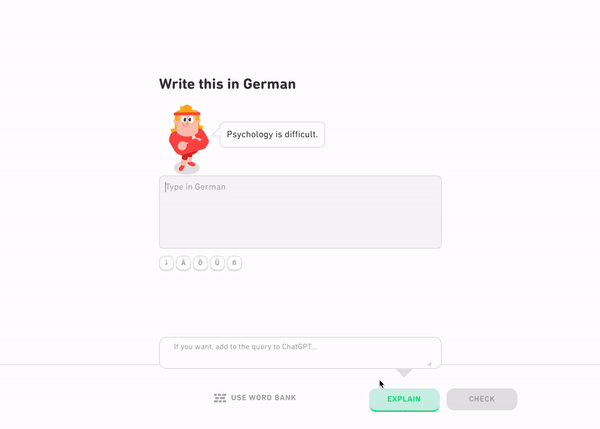 Write this in German
Psychology is difficult.
Type in German
↓ Ä Ö Ü ß
If you want, add to the query to ChatGPT...
USE WORD BANK
EXPLAIN
CHECK